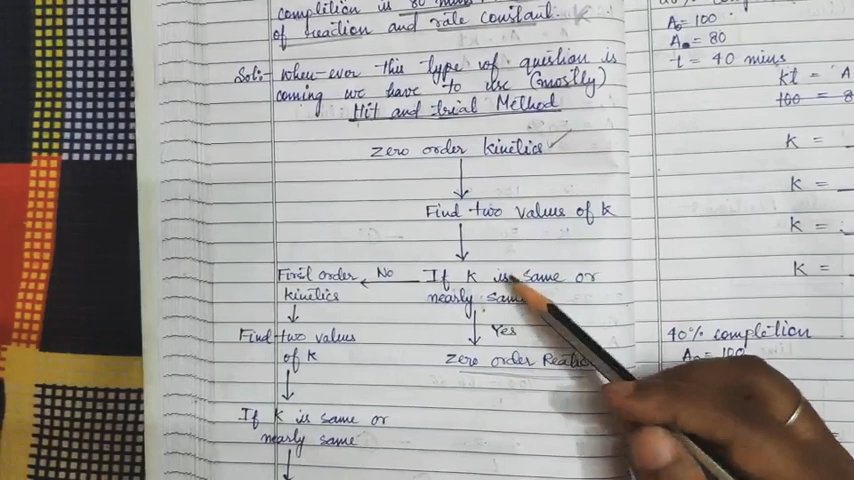 completion is 80
of reaction and rate constant.
Sol:- when-ever this type of question is
coming we have to use (mostly)
Hit and trial Method
zero order kinetics
Find two values of k
If k is same or
nearly same
No
First order
kinetics
Yes
zero order Reaction
Find two values
of k
If k is same or
nearly same
A₀ = 100
A = 80
t = 40 mins
kt = A
100 = 8
k =
k =
k =
k =
40% completion
A₀ = 100